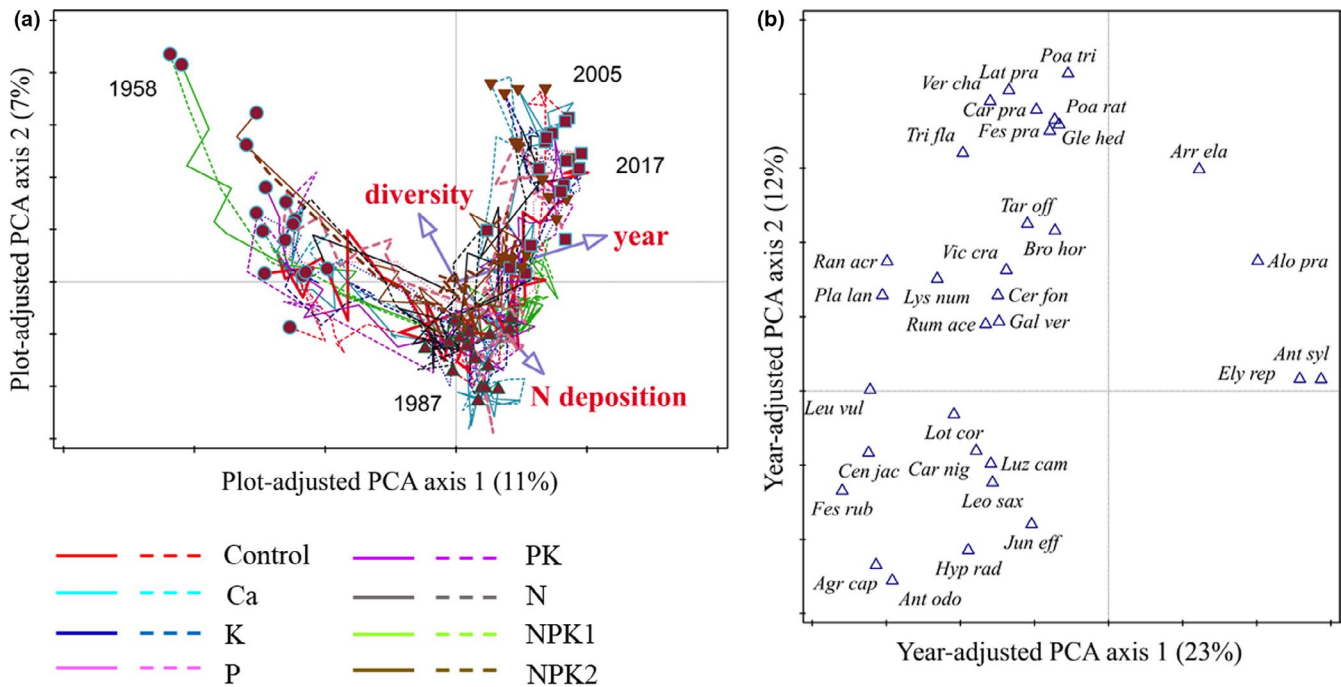 (a)
1958
2005
2017
diversity
year
1987
N deposition
Plot-adjusted PCA axis 2 (7%)
Plot-adjusted PCA axis 1 (11%)
Control
Ca
K
P
PK
N
NPK1
NPK2
(b)
Poa tri
Lat pra
Ver cha
Car pra
Poa rat
Fes pra
Gle hed
Tri fla
Arr ela
Tar off
Bro hor
Vic cra
Ran acr
Alo pra
Pla lan
Lys num
Cer fon
Rum ace
Gal ver
Ant syl
Ely rep
Leu vul
Lot cor
Cen jac
Car nig
Luz cam
Fes rub
Leo sax
Jun eff
Hyp rad
Agr cap
Ant odo
Year-adjusted PCA axis 2 (12%)
Year-adjusted PCA axis 1 (23%)